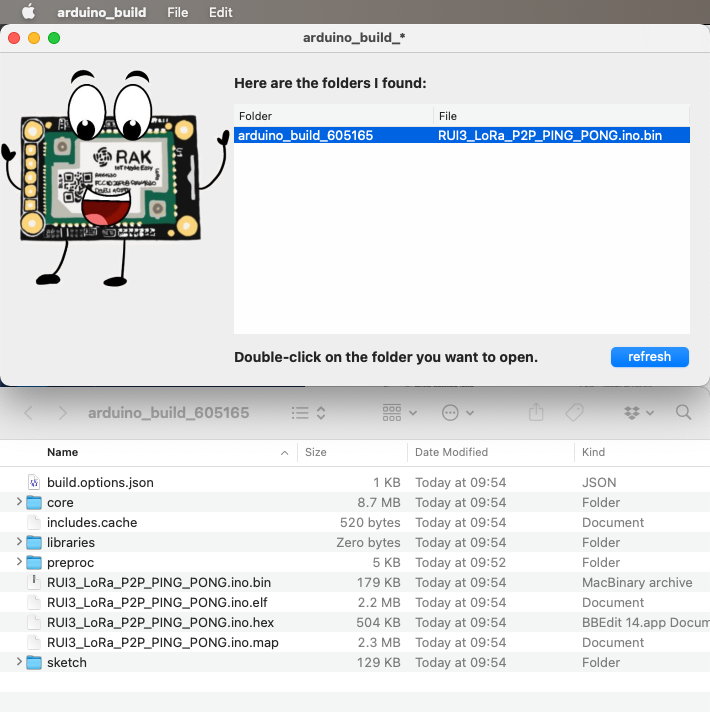 arduino_build File Edit
arduino_build_*
Here are the folders I found:
Folder File
arduino_build_605165 RUI3_LoRa_P2P_PING_PONG.ino.bin
RAK
IoT Made Easy
Double-click on the folder you want to open.
refresh
arduino_build_605165
Name Size Date Modified Kind
build.options.json 1 KB Today at 09:54 JSON
core 8.7 MB Today at 09:54 Folder
includes.cache 520 bytes Today at 09:54 Document
libraries Zero bytes Today at 09:54 Folder
preproc 5 KB Today at 09:52 Folder
RUI3_LoRa_P2P_PING_PONG.ino.bin 179 KB Today at 09:54 MacBinary archive
RUI3_LoRa_P2P_PING_PONG.ino.elf 2.2 MB Today at 09:54 Document
RUI3_LoRa_P2P_PING_PONG.ino.hex 504 KB Today at 09:54 BBEdit 14.app Docum
RUI3_LoRa_P2P_PING_PONG.ino.map 2.3 MB Today at 09:54 Document
sketch 129 KB Today at 09:54 Folder